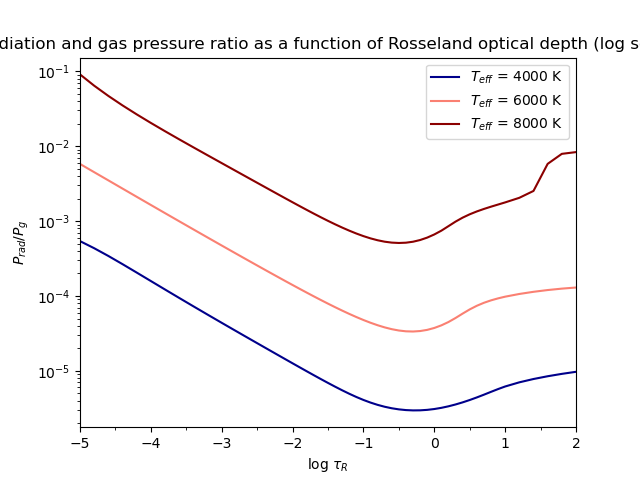 diation and gas pressure ratio as a function of Rosseland optical depth (log s
10⁻¹
10⁻²
10⁻³
10⁻⁴
10⁻⁵
P_rad/P_g
T_eff = 4000 K
T_eff = 6000 K
T_eff = 8000 K
−5 −4 −3 −2 −1 0 1 2
log τ_R